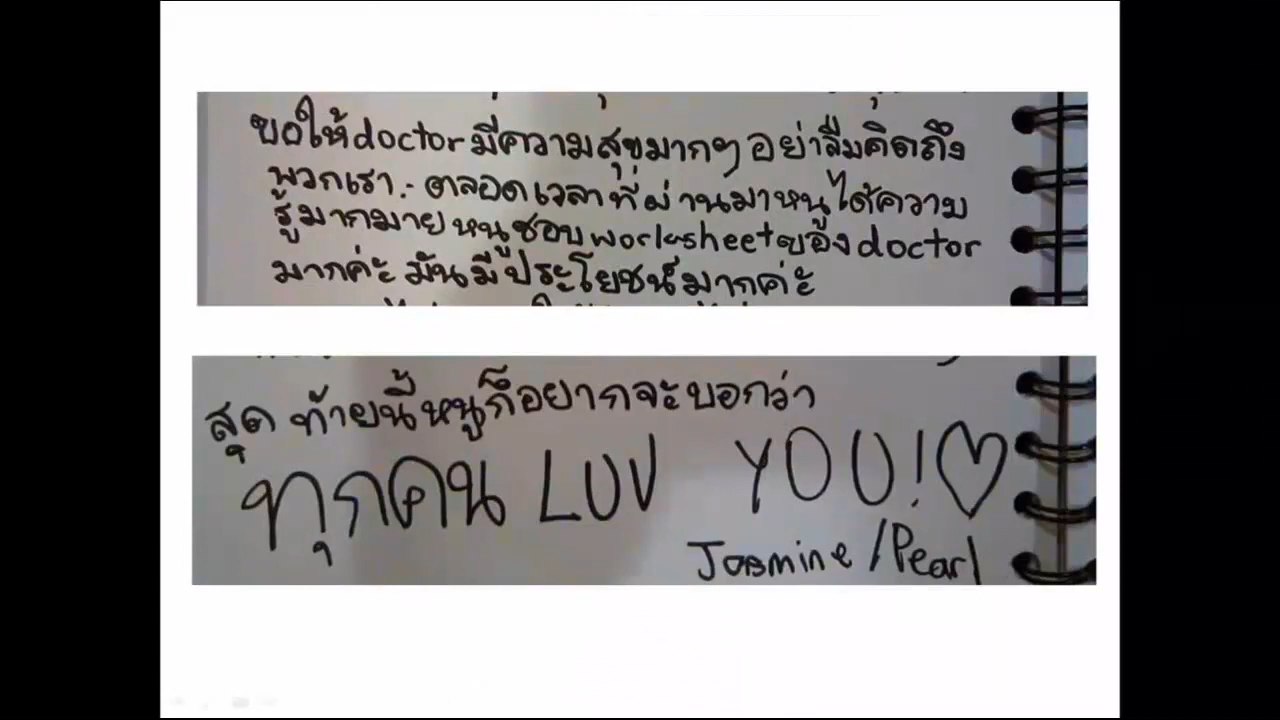 ขอให้ doctor มีความสุขมากๆ อย่าลืมคิดถึง
พวกเรา.- ตลอดเวลาที่ผ่านมาหนูได้ความ
รู้มากมาย หนูชอบ worksheet ของ doctor
มากค่ะ มันมีประโยชน์มากค่ะ
สุดท้ายนี้หนูก็อยากจะบอกว่า
ทุกคน LUV YOU!♡
Jasmine/Pearl